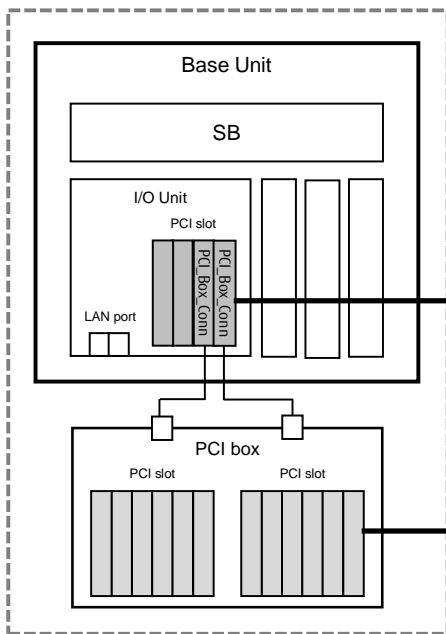 Base Unit
SB
I/O Unit
PCI slot
PCI_Box_Conn
PCI_Box_Conn
LAN port
PCI box
PCI slot
PCI slot